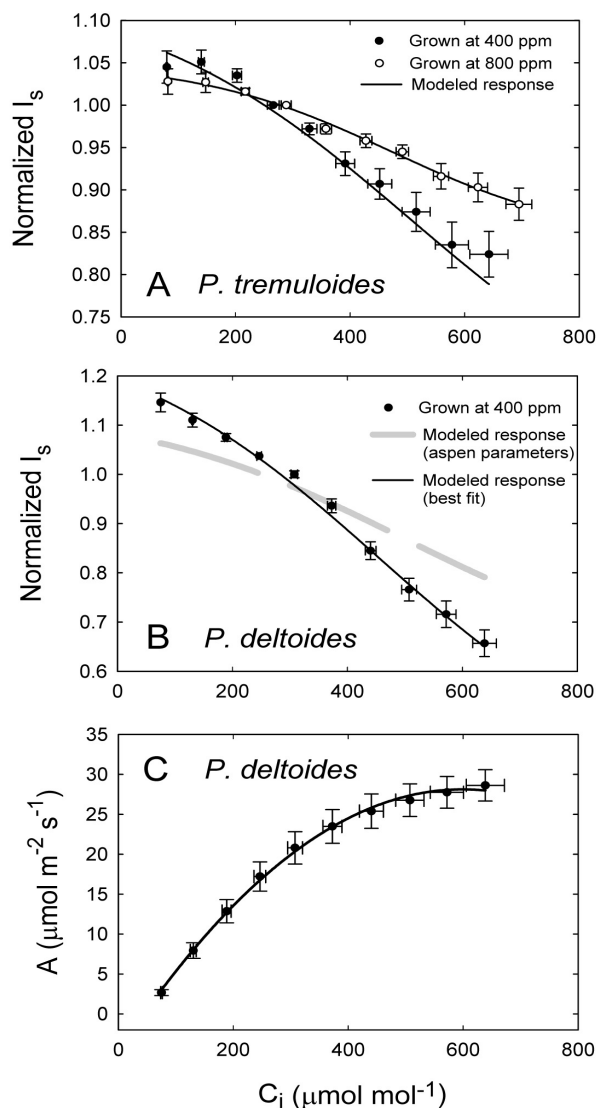 Normalized Iₛ
1.10
1.05
1.00
0.95
0.90
0.85
0.80
0.75
Grown at 400 ppm
Grown at 800 ppm
Modeled response
A P. tremuloides
0 200 400 600 800
Normalized Iₛ
1.2
1.1
1.0
0.9
0.8
0.7
0.6
Grown at 400 ppm
Modeled response
(aspen parameters)
Modeled response
(best fit)
B P. deltoides
0 200 400 600 800
A (μmol m⁻² s⁻¹)
35
30
25
20
15
10
5
0
C P. deltoides
0 200 400 600 800
Cᵢ (μmol mol⁻¹)